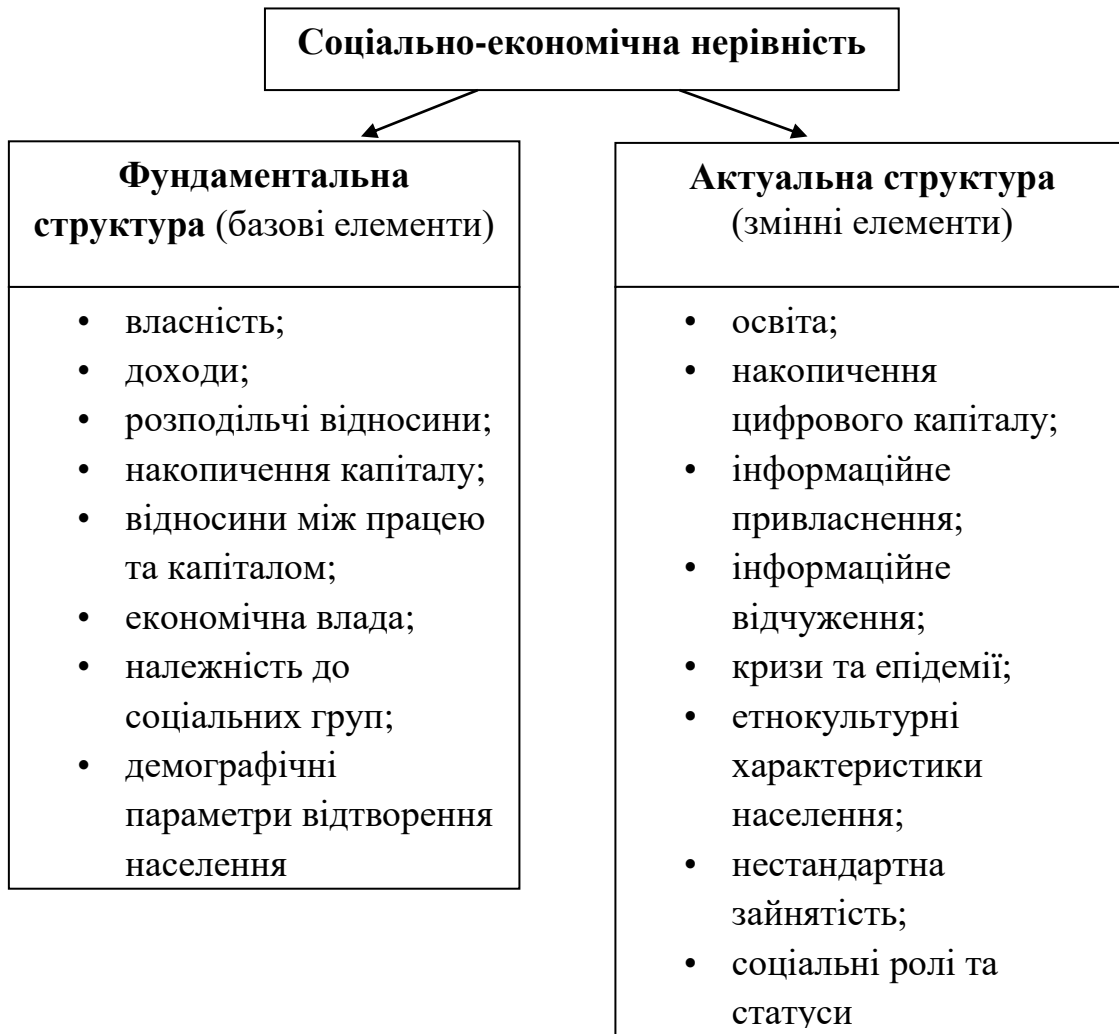 Соціально-економічна нерівність
Фундаментальна
структура (базові елементи)
• власність;
• доходи;
• розподільчі відносини;
• накопичення капіталу;
• відносини між працею
та капіталом;
• економічна влада;
• належність до
соціальних груп;
• демографічні
параметри відтворення
населення
Актуальна структура
(змінні елементи)
• освіта;
• накопичення
цифрового капіталу;
• інформаційне
привласнення;
• інформаційне
відчуження;
• кризи та епідемії;
• етнокультурні
характеристики
населення;
• нестандартна
зайнятість;
• соціальні ролі та
статуси